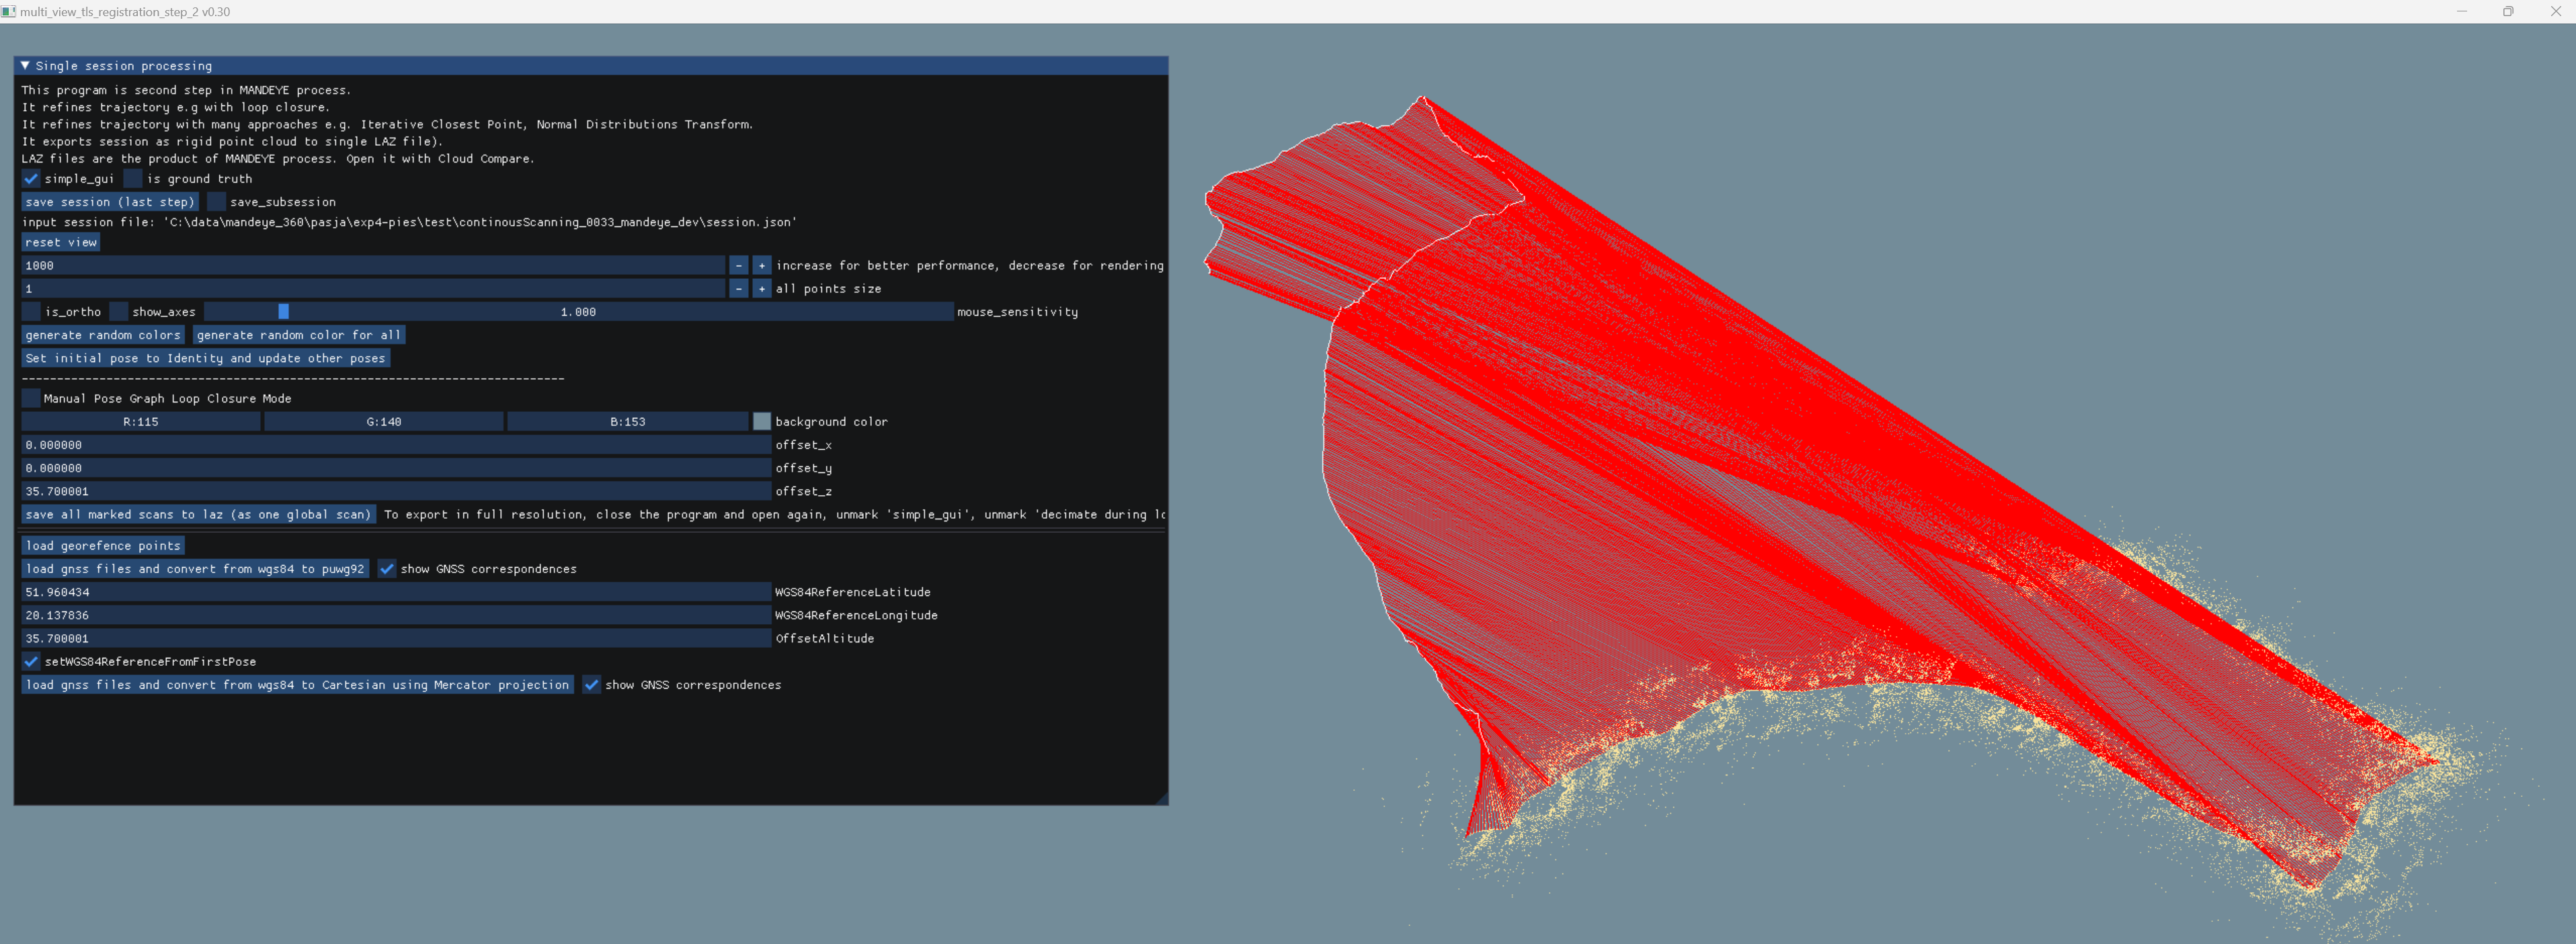 multi_view_tls_registration_step_2 v0.30
Single session processing
This program is second step in MANDEYE process.
It refines trajectory e.g with loop closure.
It refines trajectory with many approaches e.g. Iterative Closest Point, Normal Distributions Transform.
It exports session as rigid point cloud to single LAZ file).
LAZ files are the product of MANDEYE process. Open it with Cloud Compare.
simple_gui is ground truth
save session (last step) save_subsession
input session file: 'C:\data\mandeye_360\pasja\exp4-pies\test\continousScanning_0033_mandeye_dev\session.json'
reset view
1000 - + increase for better performance, decrease for rendering
1 - + all points size
is_ortho show_axes 1.000 mouse_sensitivity
generate random colors generate random color for all
Set initial pose to Identity and update other poses
-----------------------------------------------------------------------------
Manual Pose Graph Loop Closure Mode
R:115 G:140 B:153 background color
0.000000 offset_x
0.000000 offset_y
35.700001 offset_z
save all marked scans to laz (as one global scan) To export in full resolution, close the program and open again, unmark 'simple_gui', unmark 'decimate during lo
load georefence points
load gnss files and convert from wgs84 to puwg92 show GNSS correspondences
51.960434 WGS84ReferenceLatitude
20.137836 WGS84ReferenceLongitude
35.700001 OffsetAltitude
setWGS84ReferenceFromFirstPose
load gnss files and convert from wgs84 to Cartesian using Mercator projection show GNSS correspondences